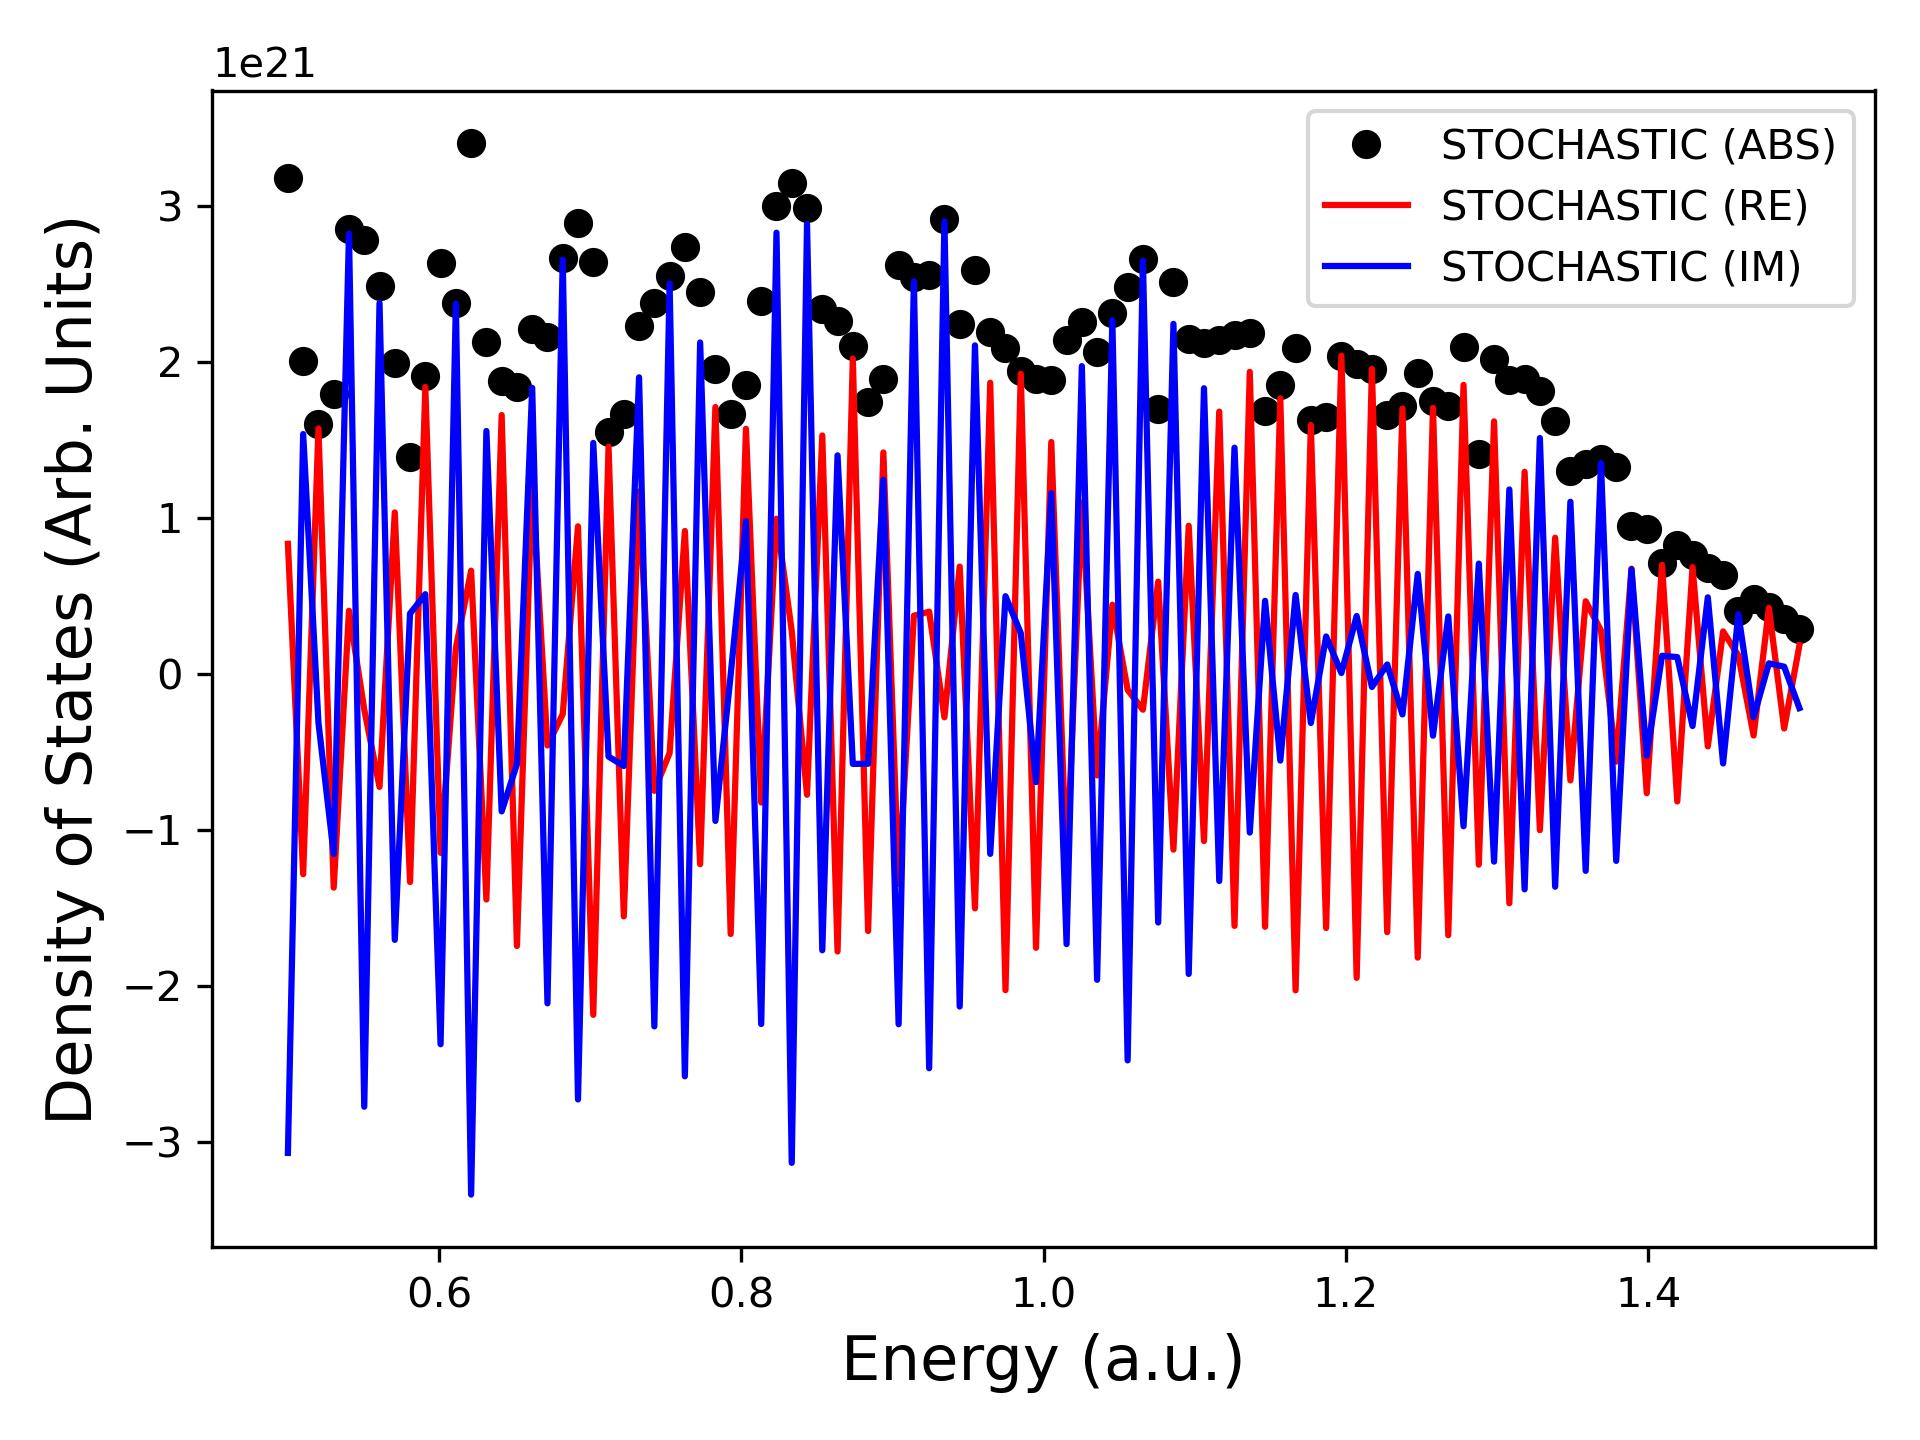 1e21
STOCHASTIC (ABS)
STOCHASTIC (RE)
STOCHASTIC (IM)
3
2
1
0
−1
−2
−3
Density of States (Arb. Units)
0.6 0.8 1.0 1.2 1.4
Energy (a.u.)